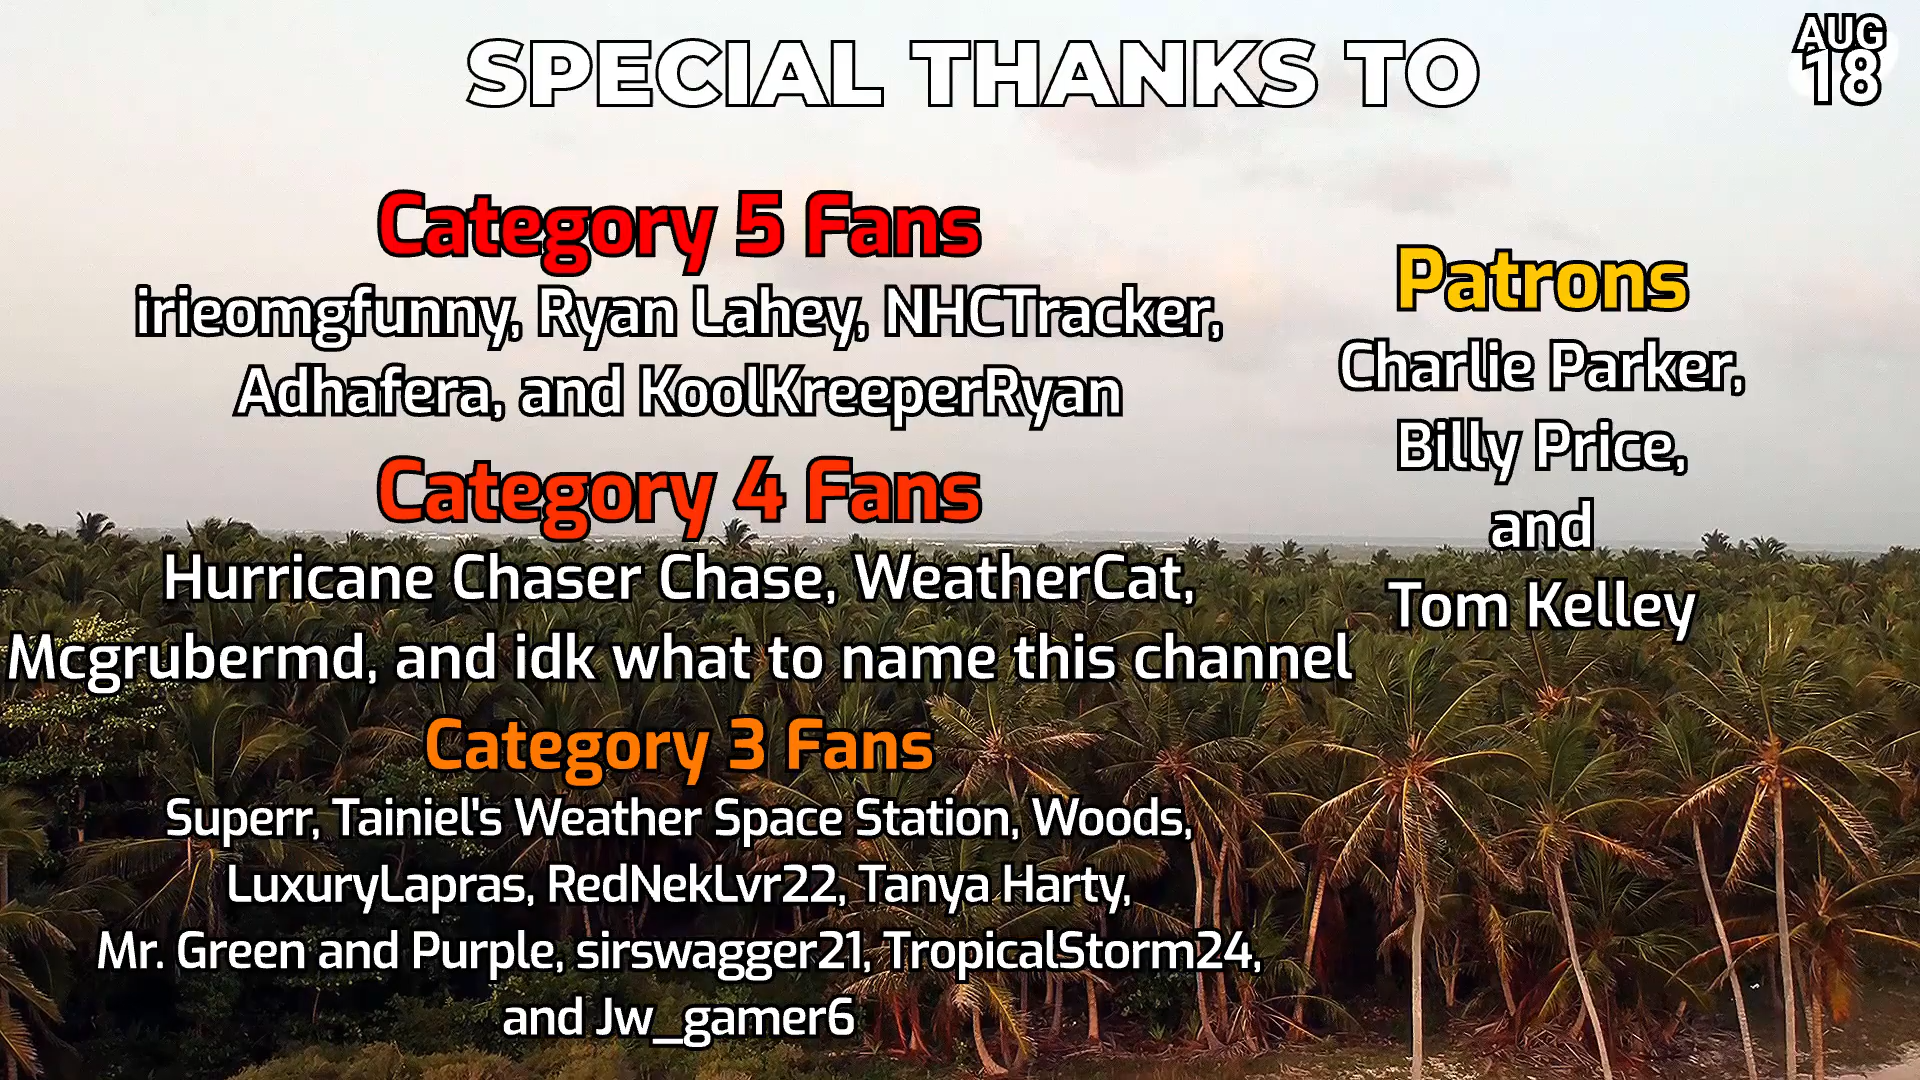 SPECIAL THANKS TO
AUG
18
Category 5 Fans
irieomgfunny, Ryan Lahey, NHCTracker,
Adhafera, and KoolKreeperRyan
Category 4 Fans
Hurricane Chaser Chase, WeatherCat,
Mcgrubermd, and idk what to name this channel
Category 3 Fans
Superr, Tainiel's Weather Space Station, Woods,
LuxuryLapras, RedNekLvr22, Tanya Harty,
Mr. Green and Purple, sirswagger21, TropicalStorm24,
and Jw_gamer6
Patrons
Charlie Parker,
Billy Price,
and
Tom Kelley